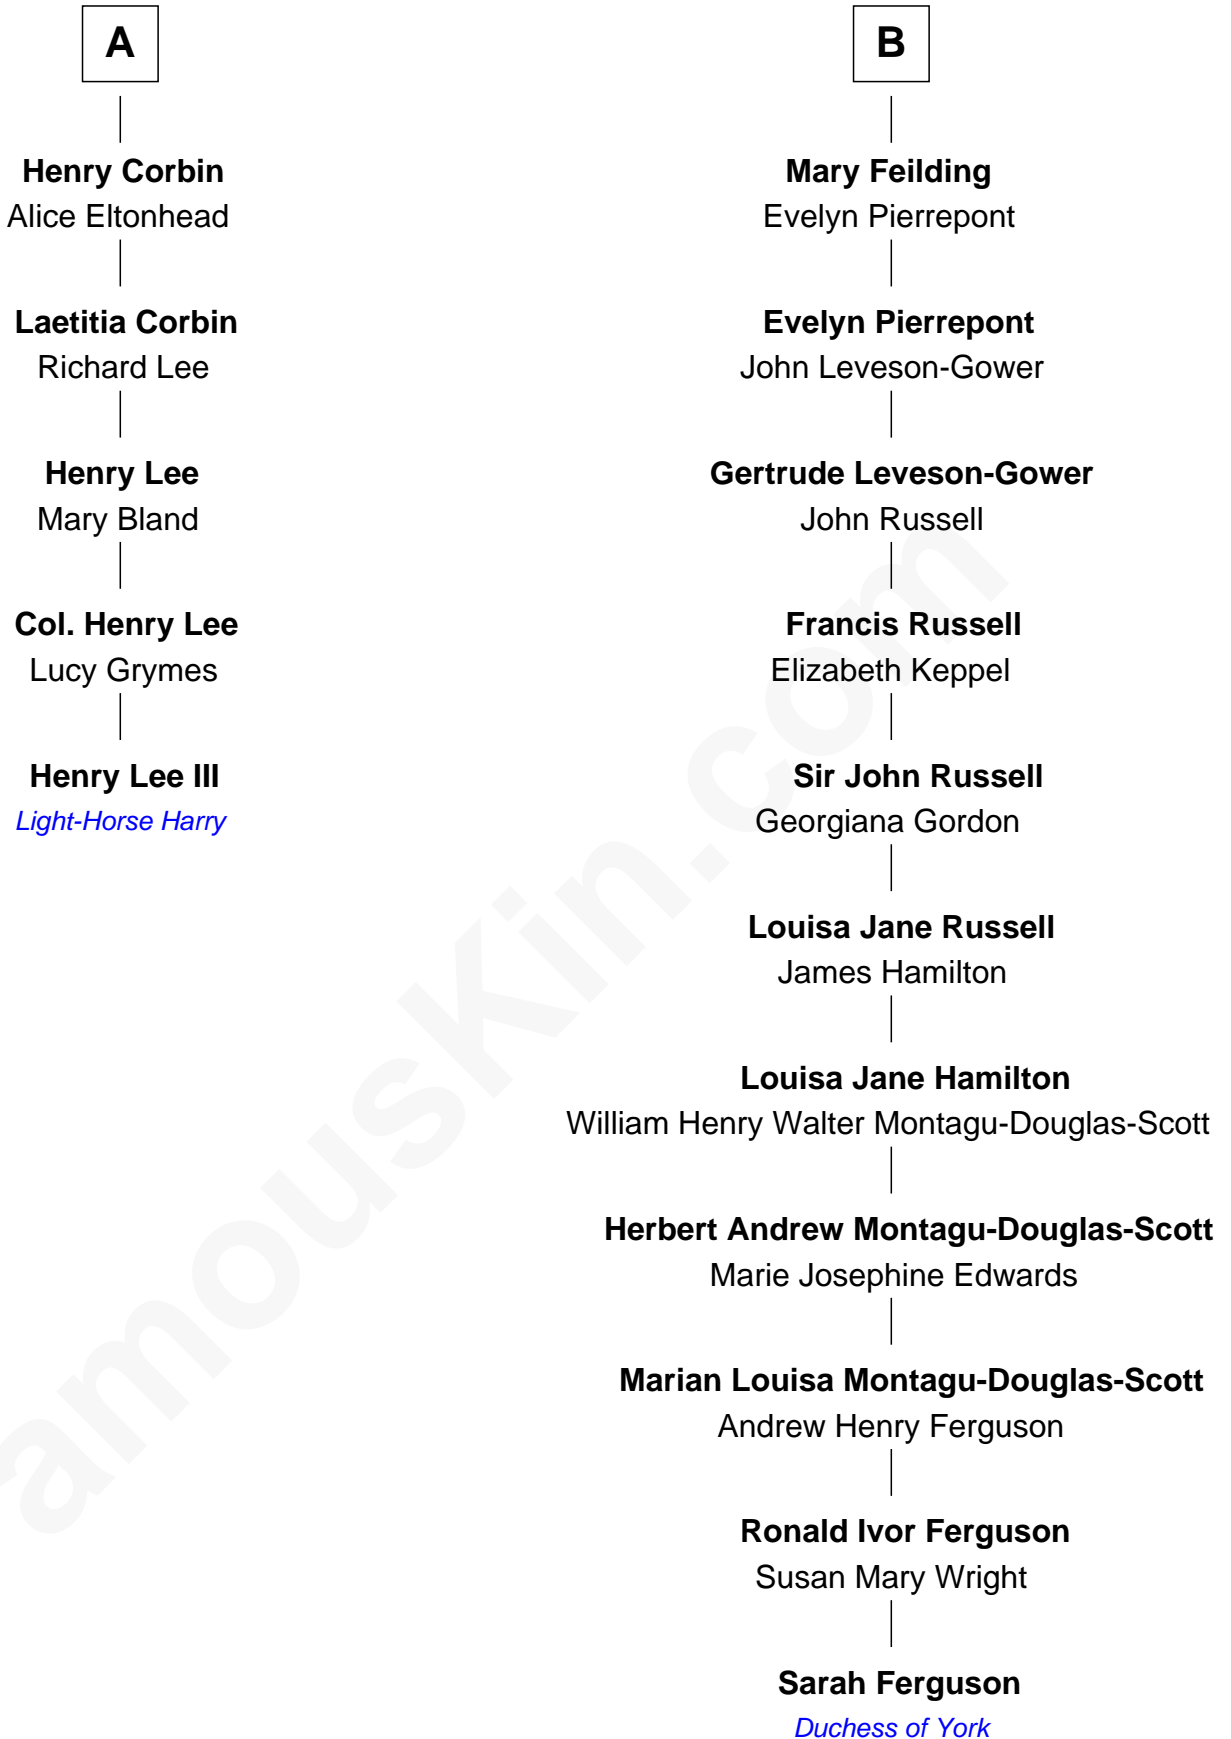 A
Henry Corbin
Alice Eltonhead
Laetitia Corbin
Richard Lee
Henry Lee
Mary Bland
Col. Henry Lee
Lucy Grymes
Henry Lee III
Light-Horse Harry
B
Mary Feilding
Evelyn Pierrepont
Evelyn Pierrepont
John Leveson-Gower
Gertrude Leveson-Gower
John Russell
Francis Russell
Elizabeth Keppel
Sir John Russell
Georgiana Gordon
Louisa Jane Russell
James Hamilton
Louisa Jane Hamilton
William Henry Walter Montagu-Douglas-Scott
Herbert Andrew Montagu-Douglas-Scott
Marie Josephine Edwards
Marian Louisa Montagu-Douglas-Scott
Andrew Henry Ferguson
Ronald Ivor Ferguson
Susan Mary Wright
Sarah Ferguson
Duchess of York
amousKin.com